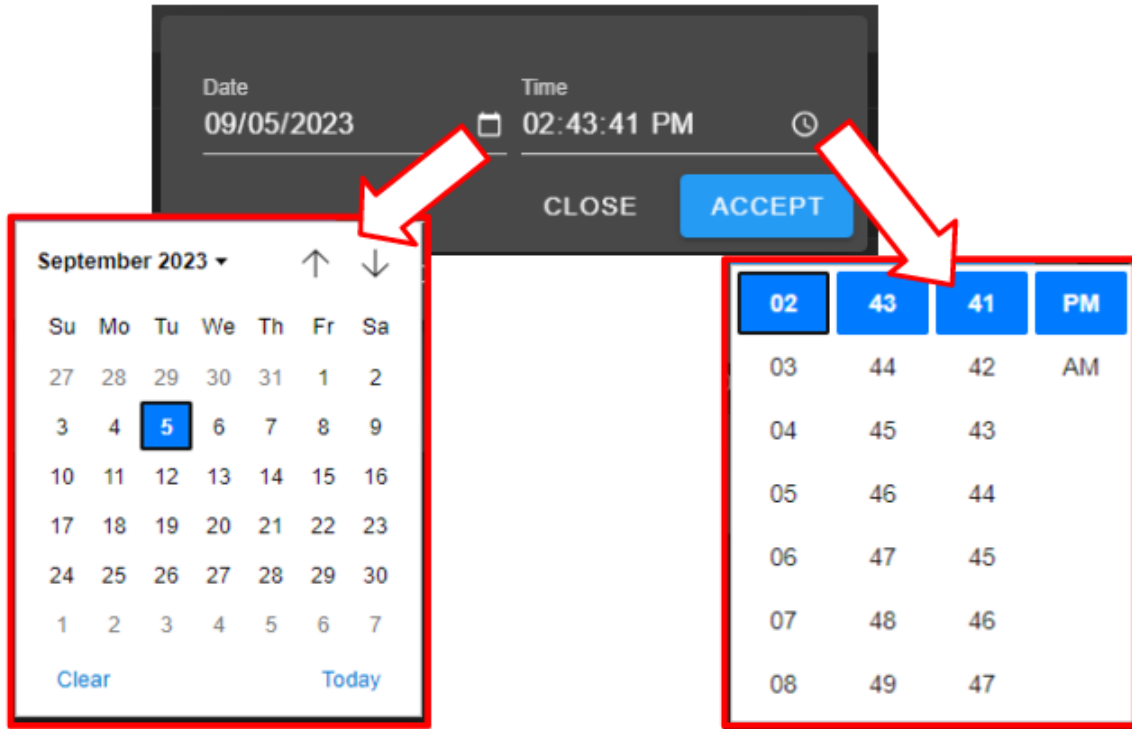 Date Time
09/05/2023 02:43:41 PM
CLOSE ACCEPT
September 2023
Su Mo Tu We Th Fr Sa
27 28 29 30 31 1 2
3 4 5 6 7 8 9
10 11 12 13 14 15 16
17 18 19 20 21 22 23
24 25 26 27 28 29 30
1 2 3 4 5 6 7
Clear Today
02 43 41 PM
03 44 42 AM
04 45 43
05 46 44
06 47 45
07 48 46
08 49 47